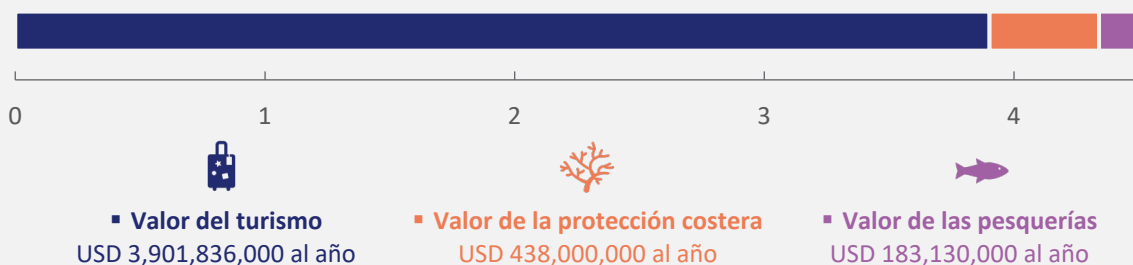 0 1 2 3 4
▪ Valor del turismo
USD 3,901,836,000 al año
▪ Valor de la protección costera
USD 438,000,000 al año
▪ Valor de las pesquerías
USD 183,130,000 al año